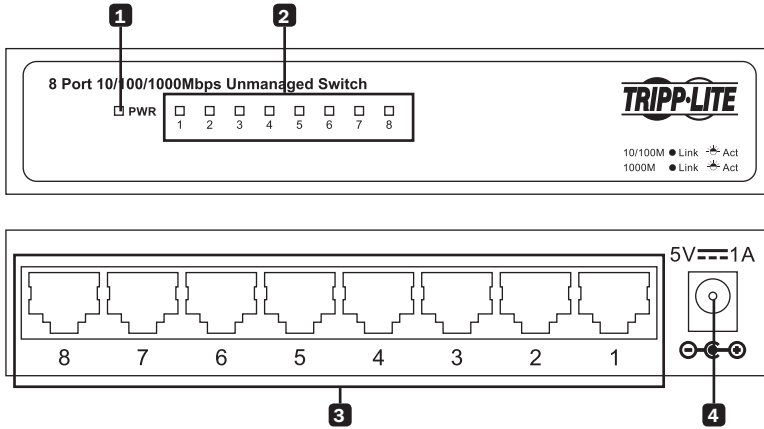 1 2
8 Port 10/100/1000Mbps Unmanaged Switch
PWR
1 2 3 4 5 6 7 8
TRIPP·LITE
10/100M ● Link Act
1000M ● Link Act
5V 1A
8 7 6 5 4 3 2 1
3 4